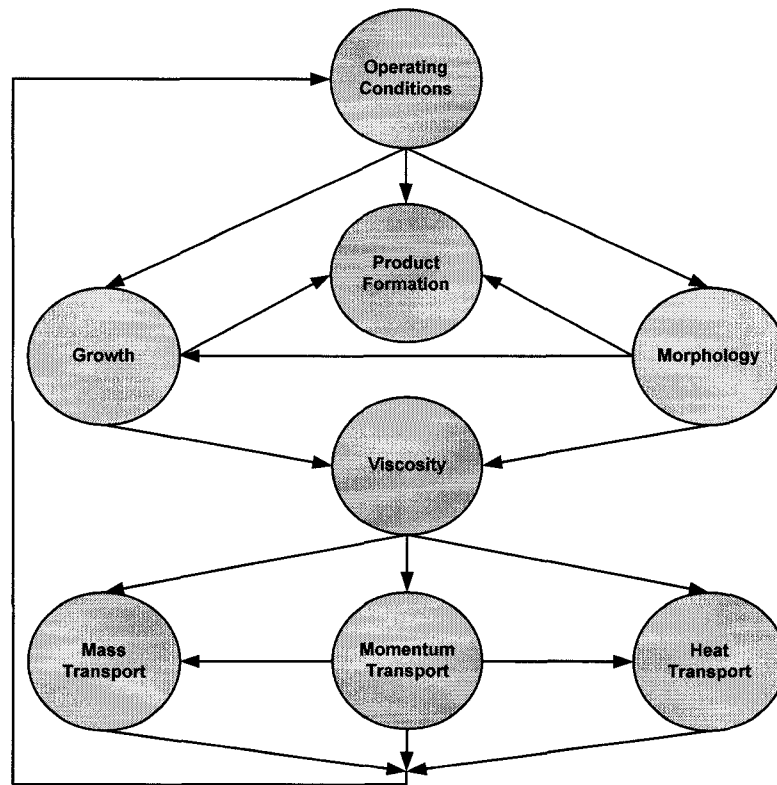 Operating
Conditions
Product
Formation
Growth
Morphology
Viscosity
Mass
Transport
Momentum
Transport
Heat
Transport